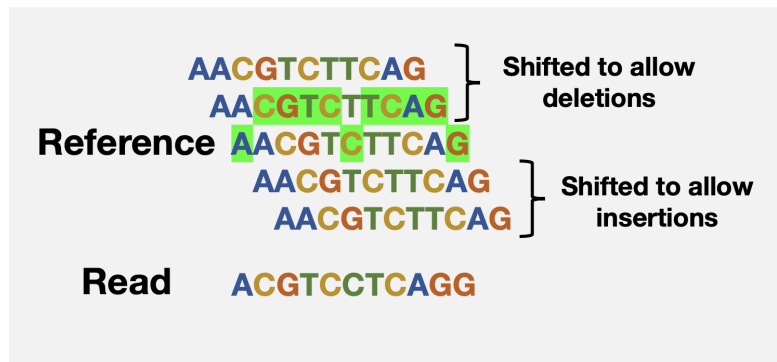 AACGTCTTCAG
Shifted to allow
deletions
AACGTCTTCAG
Reference AACGTCTTCAG
AACGTCTTCAG
Shifted to allow
insertions
AACGTCTTCAG
Read ACGTCCTCAGG